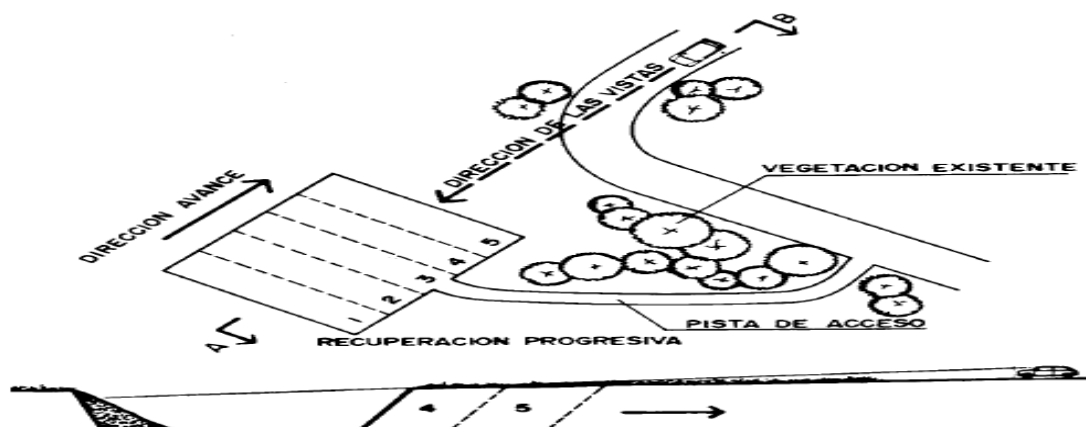 B
DIRECCION DE LAS VISTAS
VEGETACION EXISTENTE
DIRECCION AVANCE
5
4
3
2
1
PISTA DE ACCESO
A
RECUPERACION PROGRESIVA
4 5